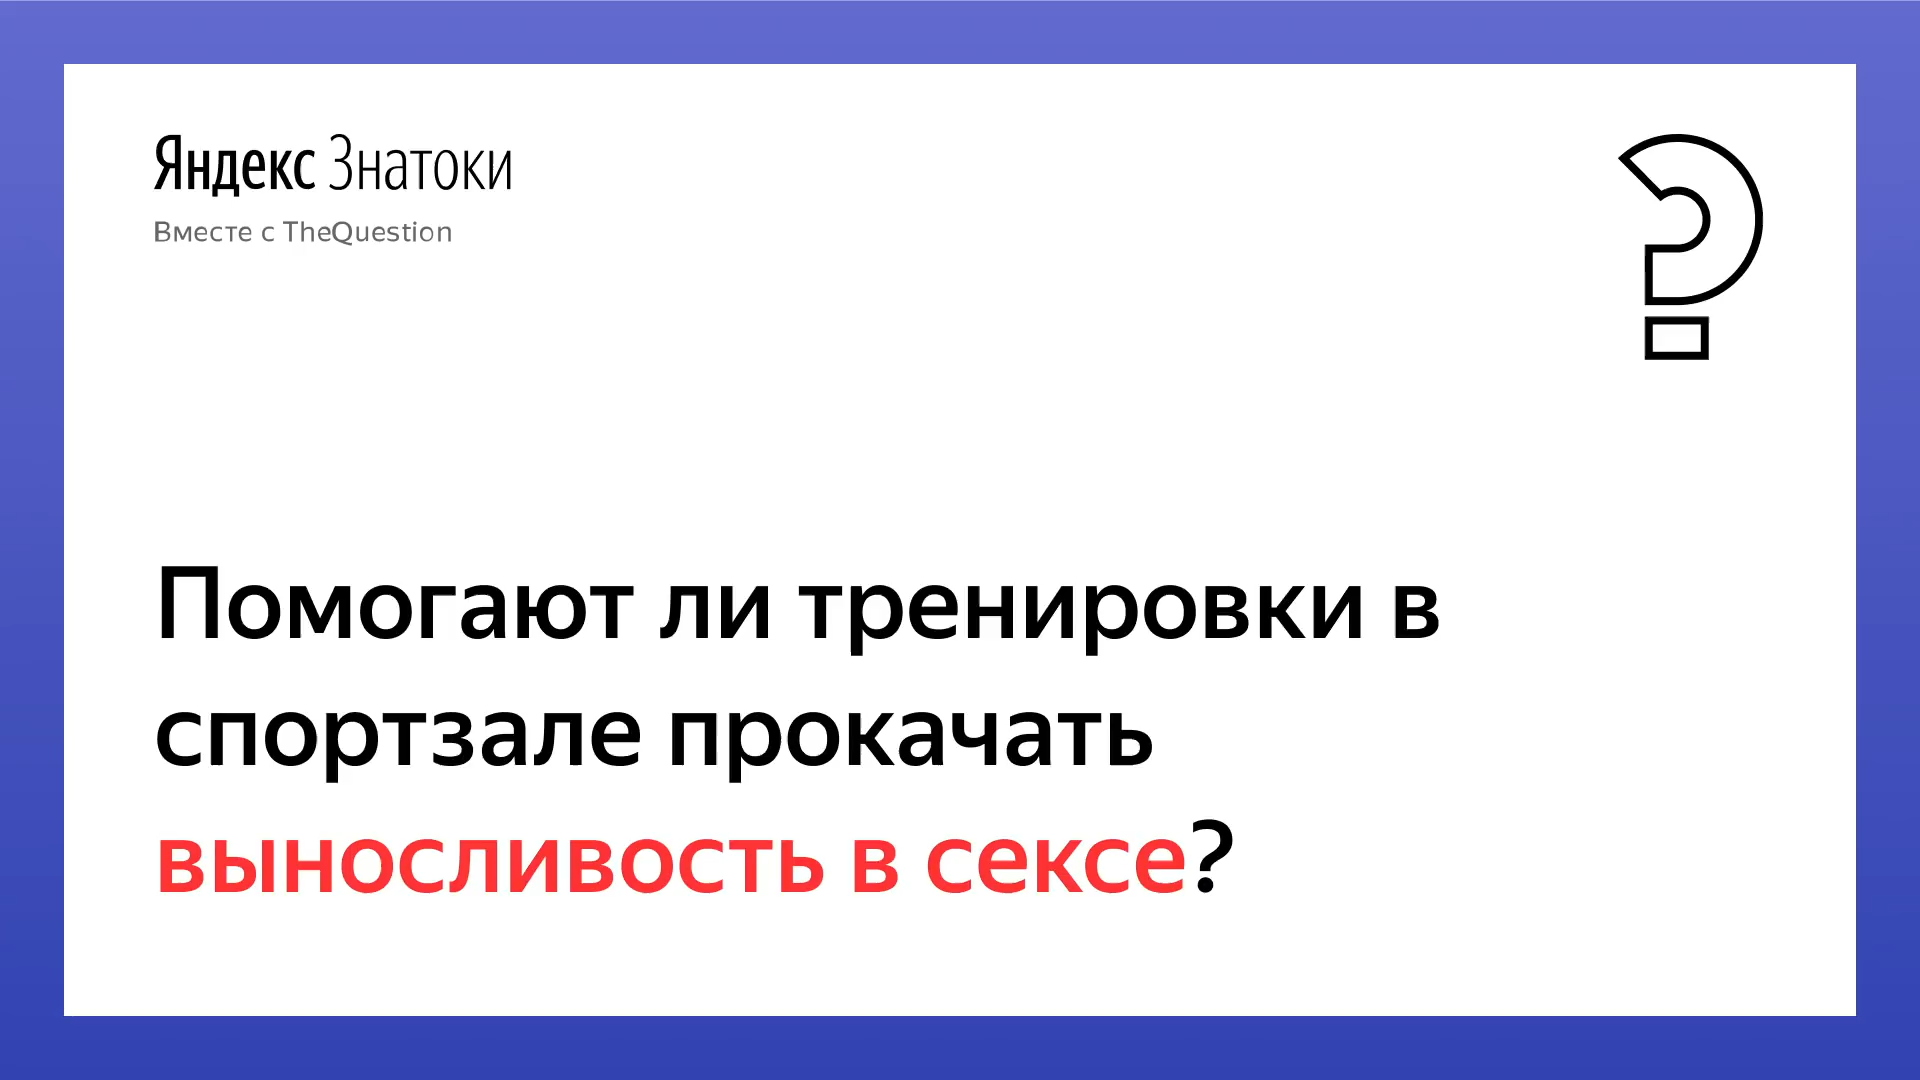 Яндекс Знатоки
Вместе с TheQuestion
Помогают ли тренировки в
спортзале прокачать
выносливость в сексе?